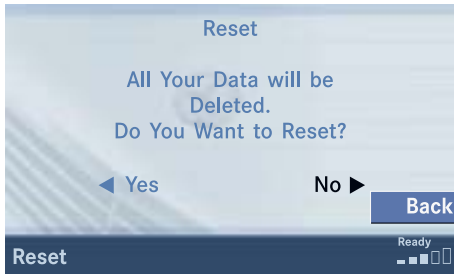 Reset
All Your Data will be
Deleted.
Do You Want to Reset?
◀ Yes No ▶
Back
Reset
Ready